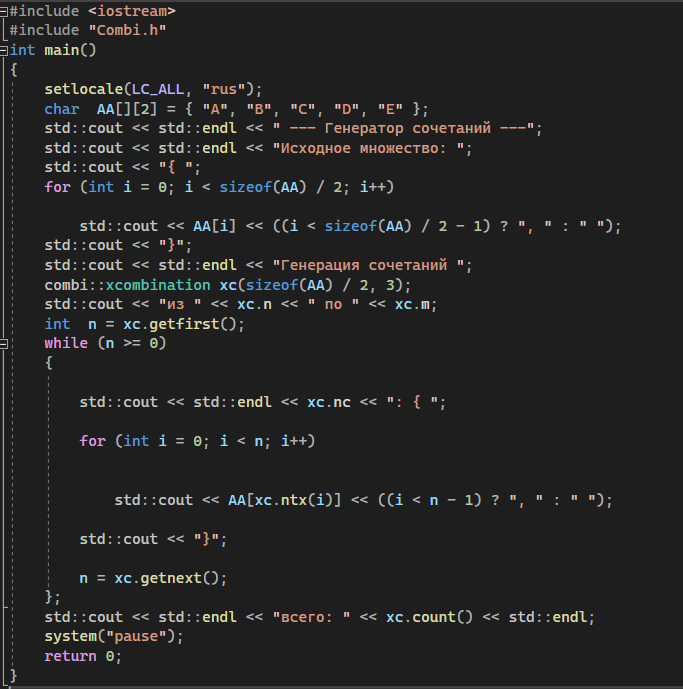 #include <iostream>
#include "Combi.h"
int main()
{
setlocale(LC_ALL, "rus");
char  AA[][2] = { "A", "B", "C", "D", "E" };
std::cout << std::endl << " --- Генератор сочетаний ---";
std::cout << std::endl << "Исходное множество: ";
std::cout << "{ ";
for (int i = 0; i < sizeof(AA) / 2; i++)
std::cout << AA[i] << ((i < sizeof(AA) / 2 - 1) ? ", " : " ");
std::cout << "}";
std::cout << std::endl << "Генерация сочетаний ";
combi::xcombination xc(sizeof(AA) / 2, 3);
std::cout << "из " << xc.n << " по " << xc.m;
int  n = xc.getfirst();
while (n >= 0)
{
std::cout << std::endl << xc.nc << ": { ";
for (int i = 0; i < n; i++)
std::cout << AA[xc.ntx(i)] << ((i < n - 1) ? ", " : " ");
std::cout << "}";
n = xc.getnext();
};
std::cout << std::endl << "всего: " << xc.count() << std::endl;
system("pause");
return 0;
}